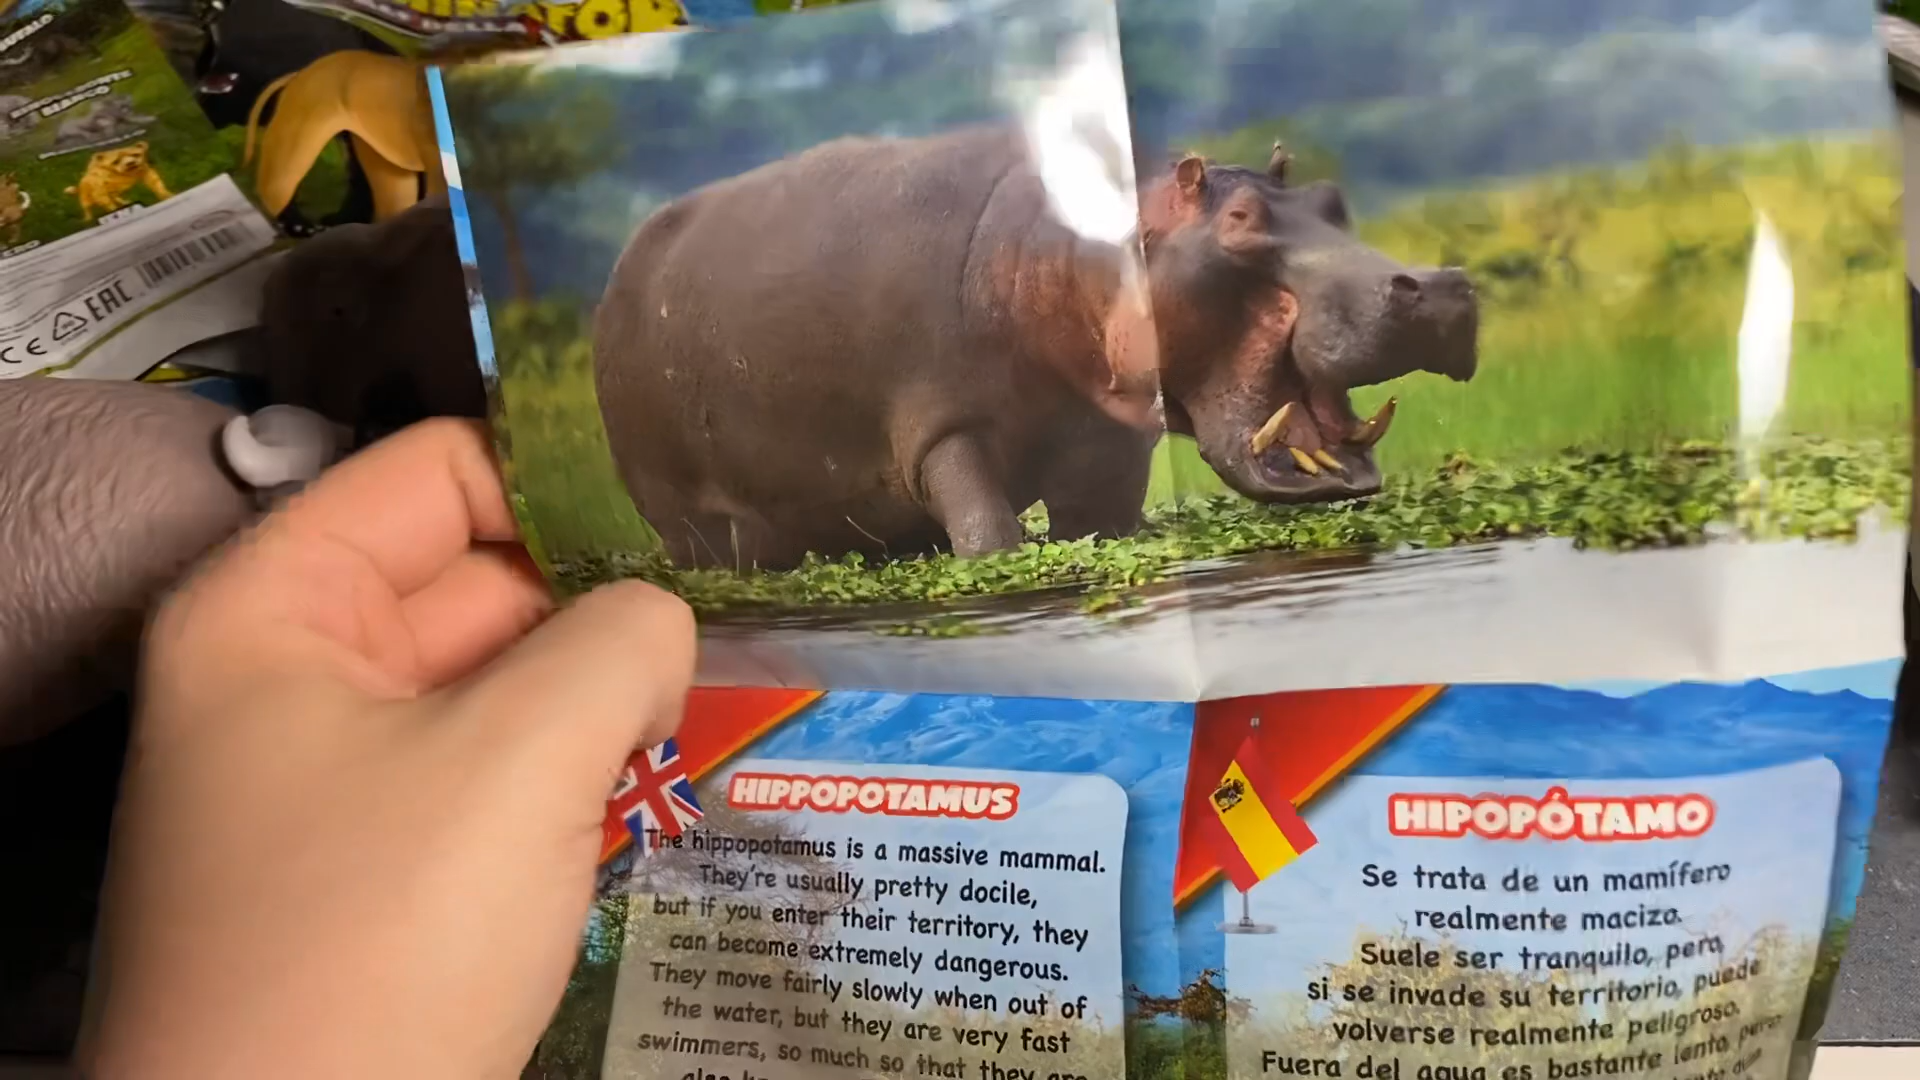 BIANCO
CE EAC
HIPPOPOTAMUS
The hippopotamus is a massive mammal.
They're usually pretty docile,
but if you enter their territory, they
can become extremely dangerous.
They move fairly slowly when out of
the water, but they are very fast
swimmers, so much so that they are
HIPOPÓTAMO
Se trata de un mamífero
realmente macizo.
Suele ser tranquilo, pero
si se invade su territorio, puede
volverse realmente peligroso.
Fuera del agua es bastante lento, pero